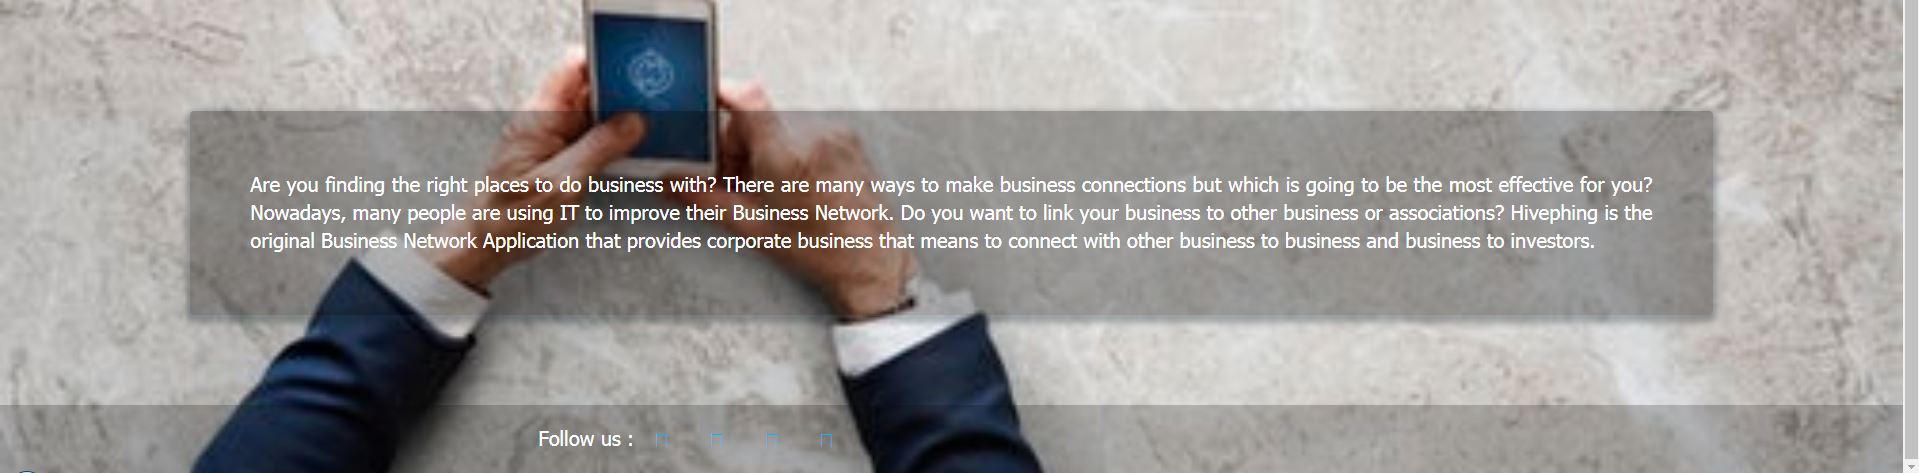 Are you finding the right places to do business with? There are many ways to make business connections but which is going to be the most effective for you?
Nowadays, many people are using IT to improve their Business Network. Do you want to link your business to other business or associations? Hivephing is the
original Business Network Application that provides corporate business that means to connect with other business to business and business to investors.
Follow us :